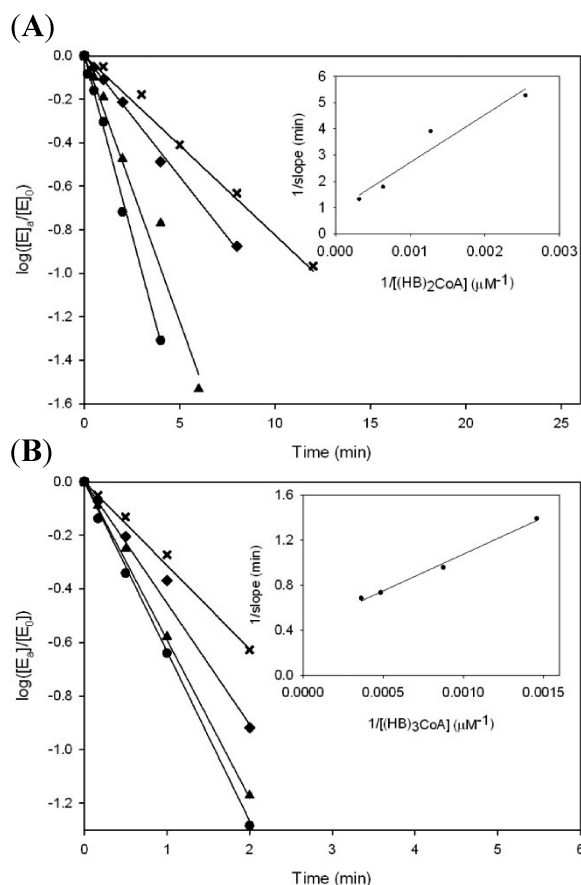 (A)
0.0
-0.2
-0.4
-0.6
-0.8
-1.0
-1.2
-1.4
-1.6
log([E]a/[E]0)
0 5 10 15 20 25
Time (min)
6
5
4
3
2
1
0
1/slope (min)
0.000 0.001 0.002 0.003
1/[(HB)2CoA] (μM-1)
(B)
0.0
-0.2
-0.4
-0.6
-0.8
-1.0
-1.2
log([Ea]/[E0])
0 1 2 3 4 5 6
Time (min)
1.6
1.2
0.8
0.4
0.0
1/slope (min)
0.0000 0.0005 0.0010 0.0015
1/[(HB)3CoA] (μM-1)